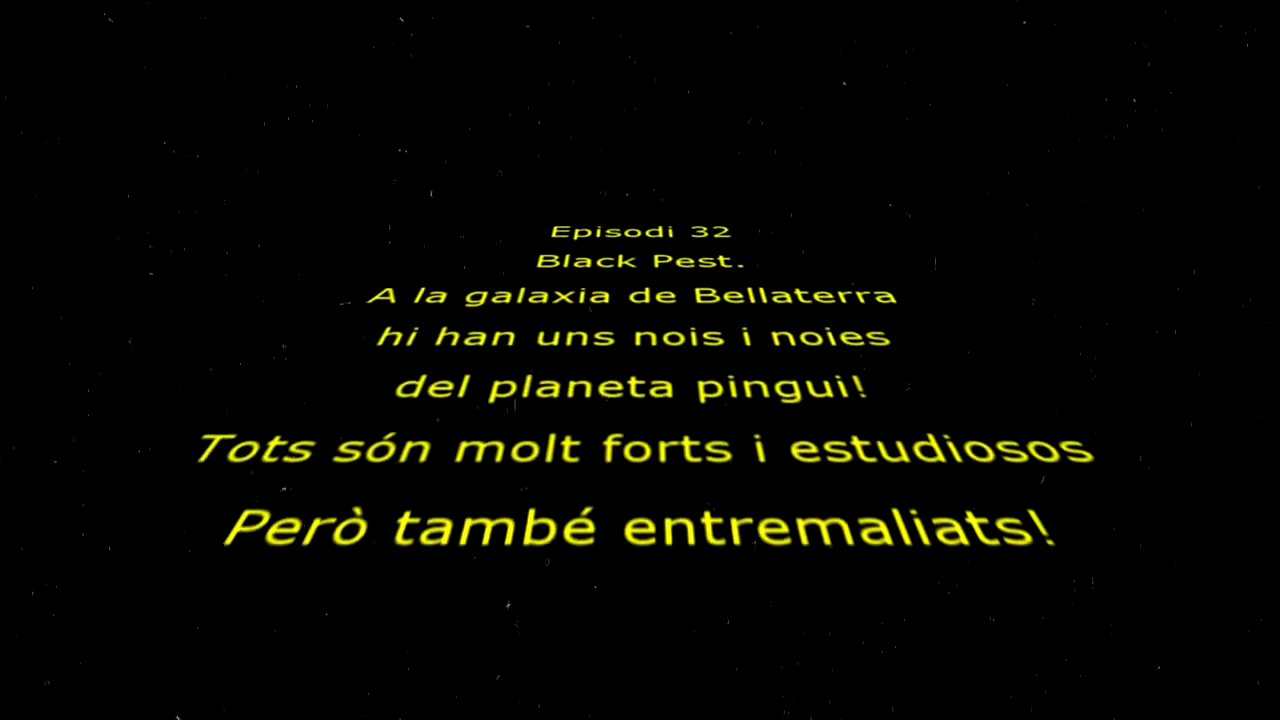 Episodi 32
Black Pest.
A la galaxia de Bellaterra
hi han uns nois i noies
del planeta pingui!
Tots són molt forts i estudiosos
Però també entremaliats!